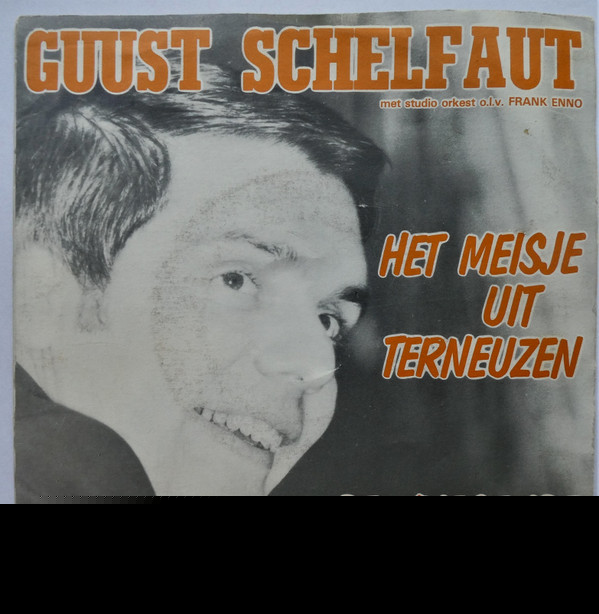 GUUST SCHELFAUT
met studio orkest o.l.v. FRANK ENNO
HET MEISJE
UIT
TERNEUZEN